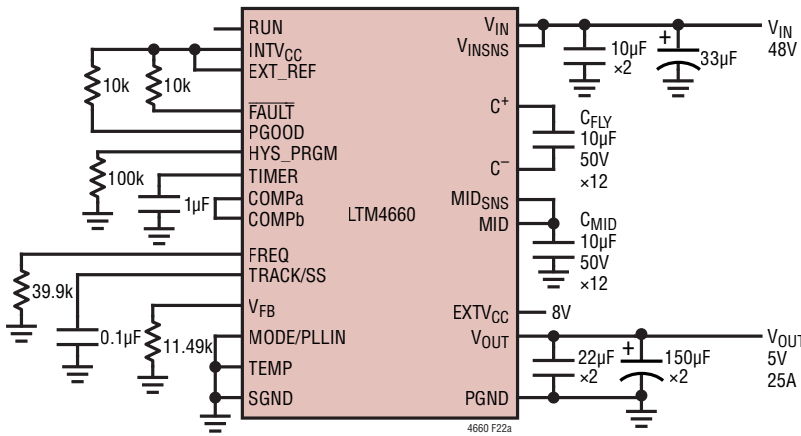 RUN
INTVCC
EXT_REF
10k
10k
FAULT
PGOOD
HYS_PRGM
100k
TIMER
1µF
COMPa
COMPb
FREQ
TRACK/SS
39.9k
VFB
0.1µF
11.49k
MODE/PLLIN
TEMP
SGND
LTM4660
VIN
VINSNS
10µF
×2
+
33µF
VIN
48V
C+
CFLY
10µF
50V
×12
C–
MIDSNS
MID
CMID
10µF
50V
×12
EXTVCC
8V
VOUT
22µF
×2
+
150µF
×2
VOUT
5V
25A
PGND
4660 F22a